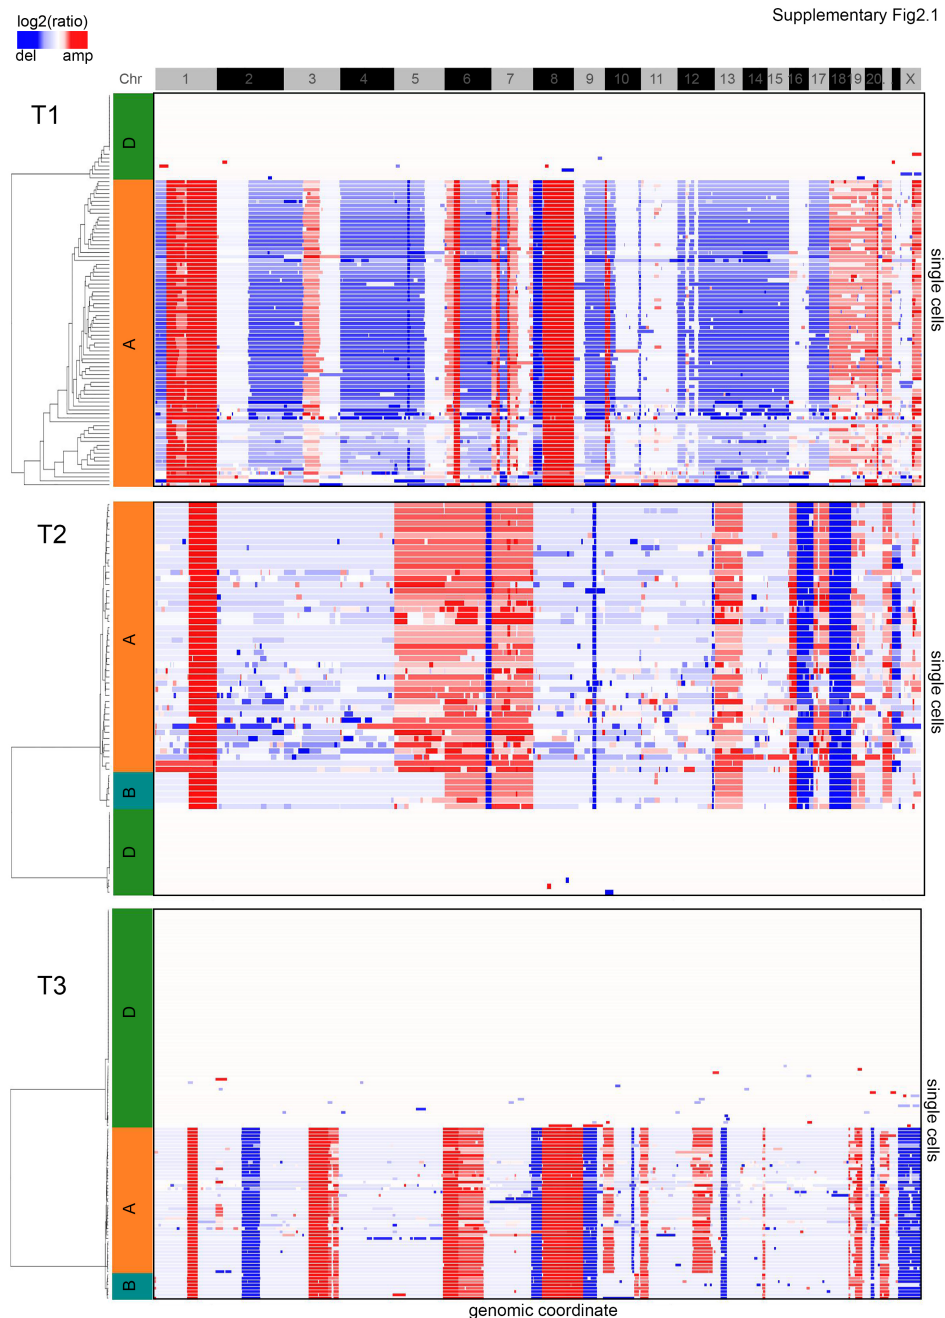 Supplementary Fig2.1
log2(ratio)
del amp
Chr 1 2 3 4 5 6 7 8 9 10 11 12 13 14 15 16 17 18 19 20 X
T1
D
A
single cells
T2
A
B
D
single cells
T3
D
A
B
single cells
genomic coordinate